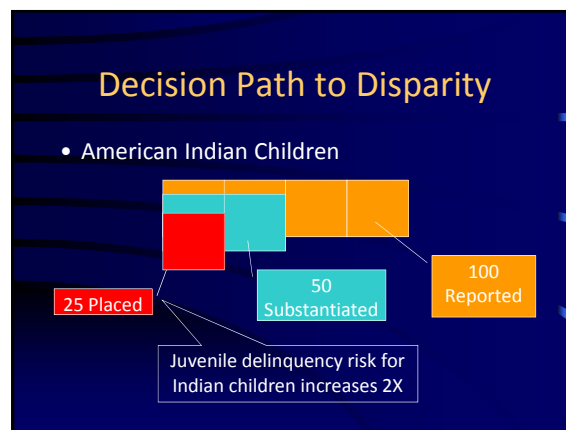 Decision Path to Disparity
• American Indian Children
100
Reported
50
Substantiated
25 Placed
Juvenile delinquency risk for
Indian children increases 2X